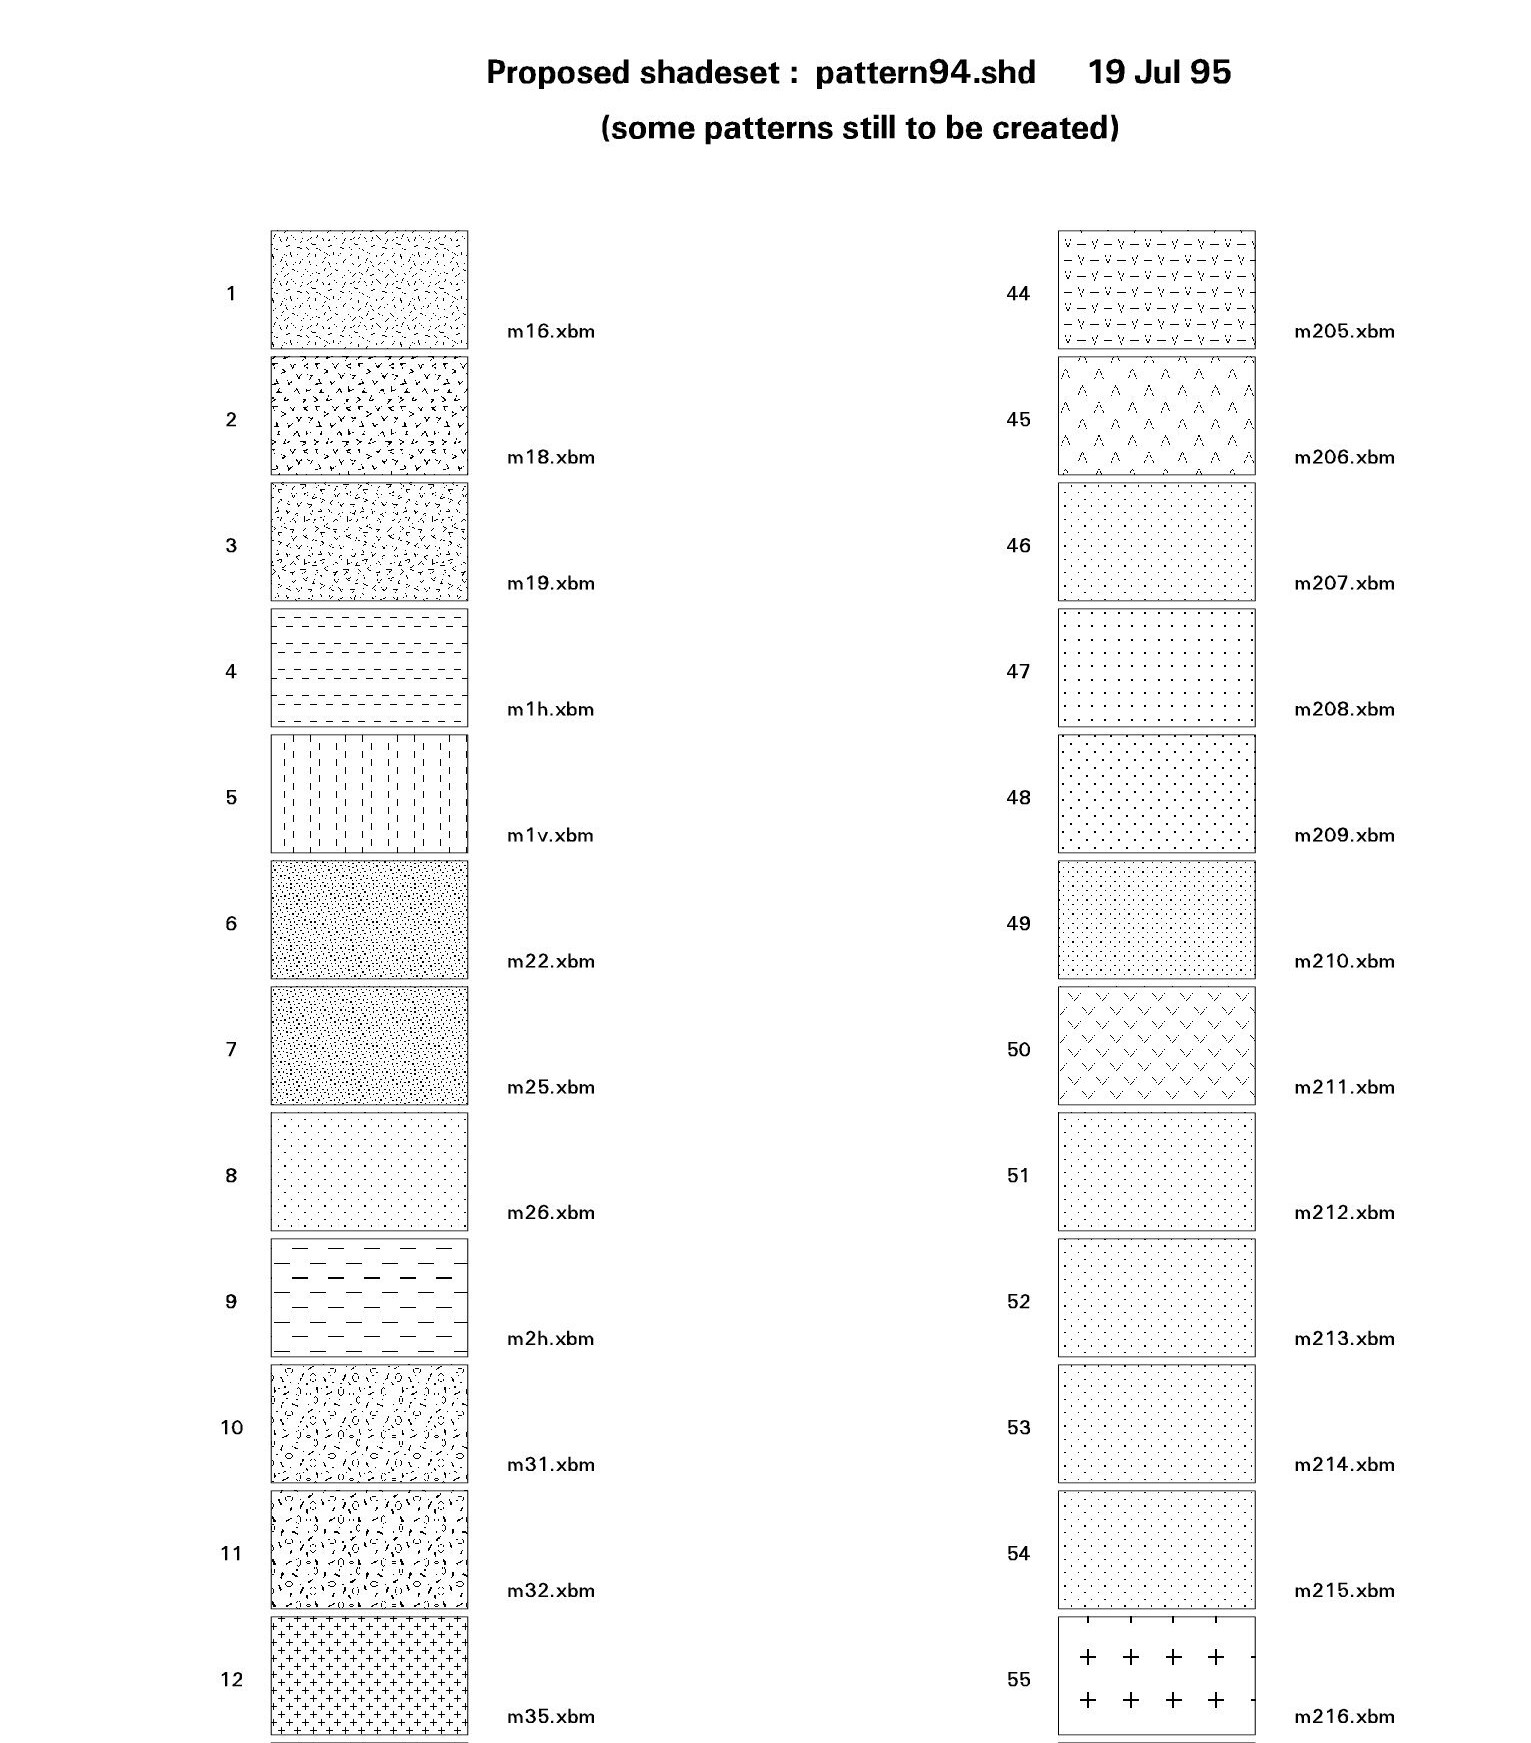 Proposed shadeset : pattern94.shd 19 Jul 95
(some patterns still to be created)
1 m16.xbm
2 m18.xbm
3 m19.xbm
4 m1h.xbm
5 m1v.xbm
6 m22.xbm
7 m25.xbm
8 m26.xbm
9 m2h.xbm
10 m31.xbm
11 m32.xbm
12 m35.xbm
44 m205.xbm
45 m206.xbm
46 m207.xbm
47 m208.xbm
48 m209.xbm
49 m210.xbm
50 m211.xbm
51 m212.xbm
52 m213.xbm
53 m214.xbm
54 m215.xbm
55 m216.xbm